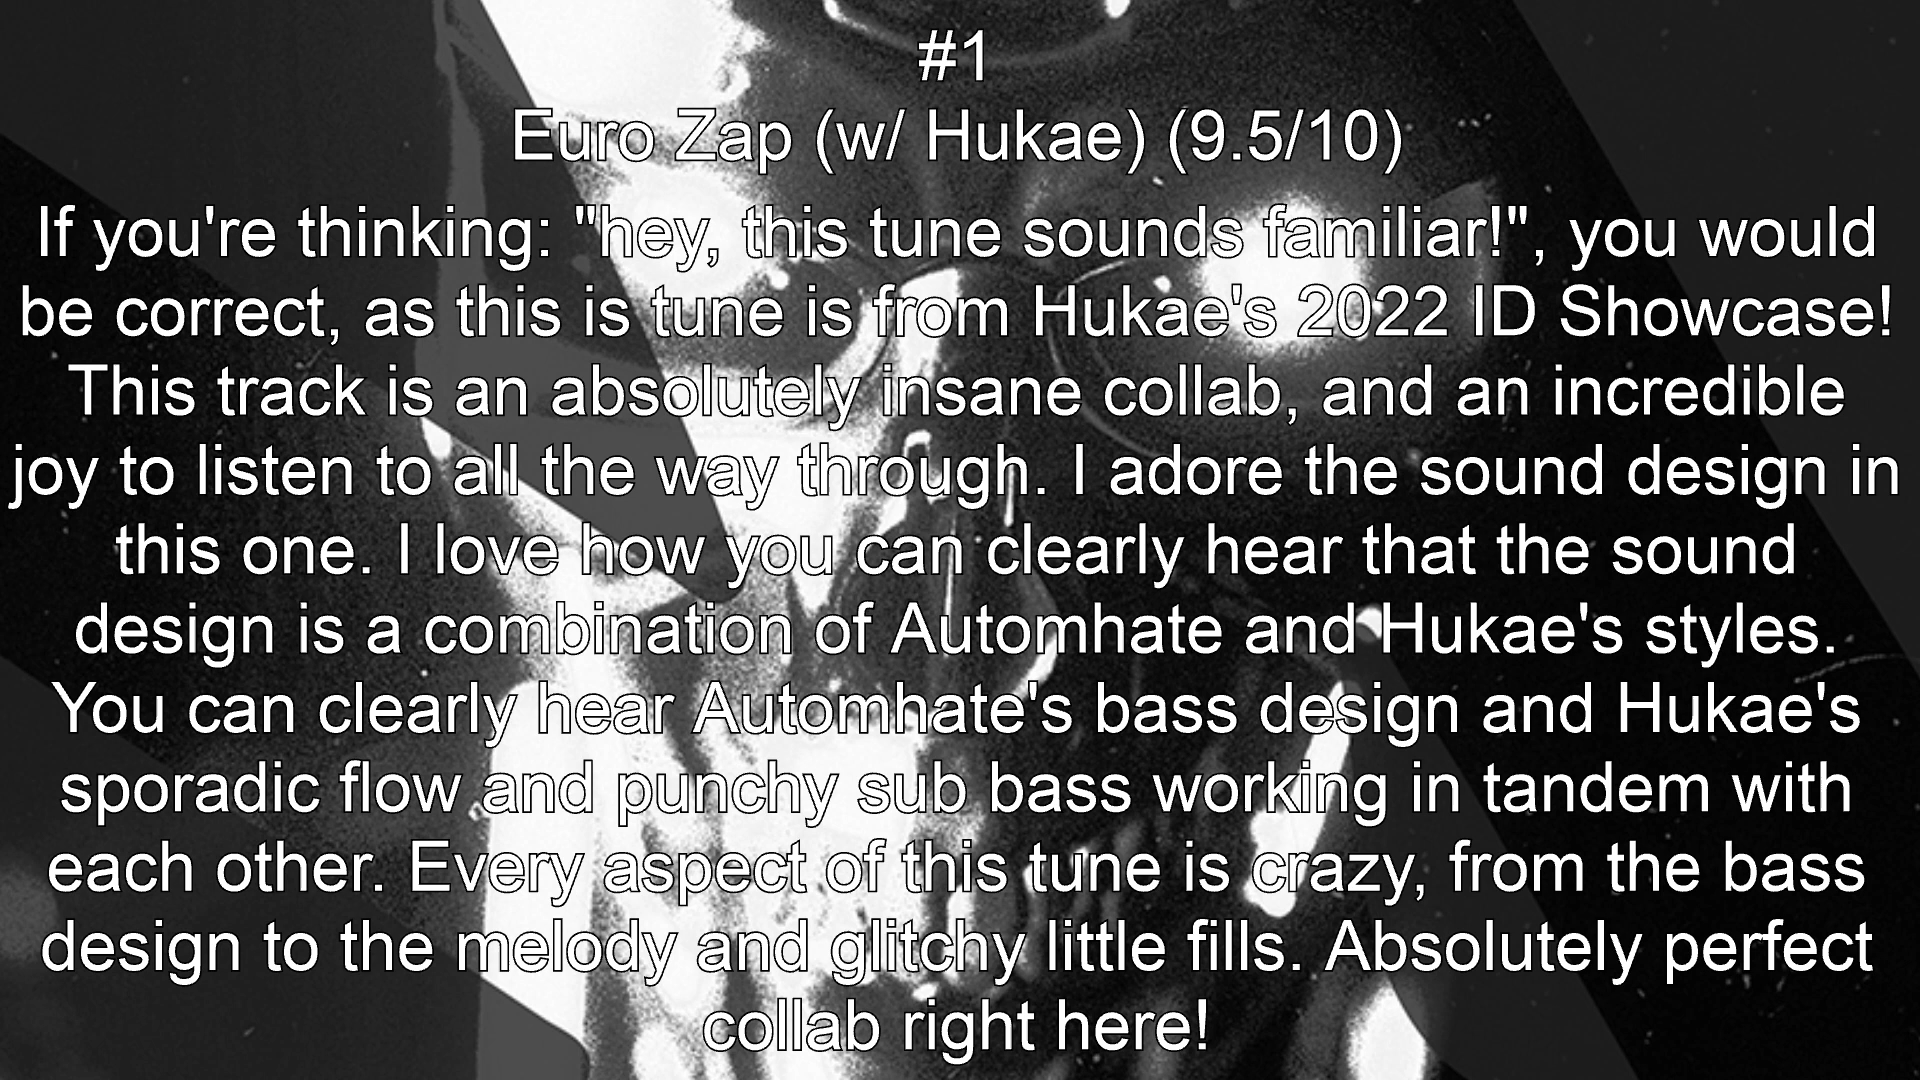 #1
Euro Zap (w/ Hukae) (9.5/10)
If you're thinking: "hey, this tune sounds familiar!", you would
be correct, as this is tune is from Hukae's 2022 ID Showcase!
This track is an absolutely insane collab, and an incredible
joy to listen to all the way through. I adore the sound design in
this one. I love how you can clearly hear that the sound
design is a combination of Automhate and Hukae's styles.
You can clearly hear Automhate's bass design and Hukae's
sporadic flow and punchy sub bass working in tandem with
each other. Every aspect of this tune is crazy, from the bass
design to the melody and glitchy little fills. Absolutely perfect
collab right here!